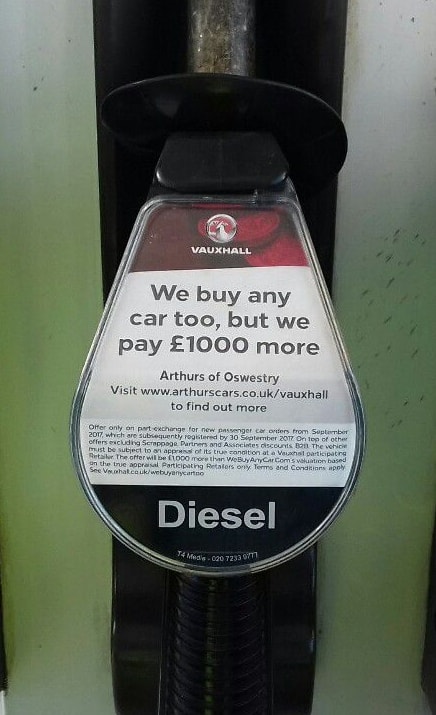 VAUXHALL
We buy any
car too, but we
pay £1000 more
Arthurs of Oswestry
Visit www.arthurscars.co.uk/vauxhall
to find out more
Offer only on part-exchange for new passenger car orders from September
2017, which are subsequently registered by 30 September 2017. On top of other
offers excluding Scrappage, Partners and Associates discounts. B2B. The vehicle
must be subject to an appraisal of its true condition at a Vauxhall participating
Retailer. The offer will be £1,000 more than WeBuyAnyCar.Com's valuation based
on the true appraisal. Participating Retailers only. Terms and Conditions apply.
See Vauxhall.co.uk/webuyanycartoo
Diesel
T4 Media - 020 7233 9777